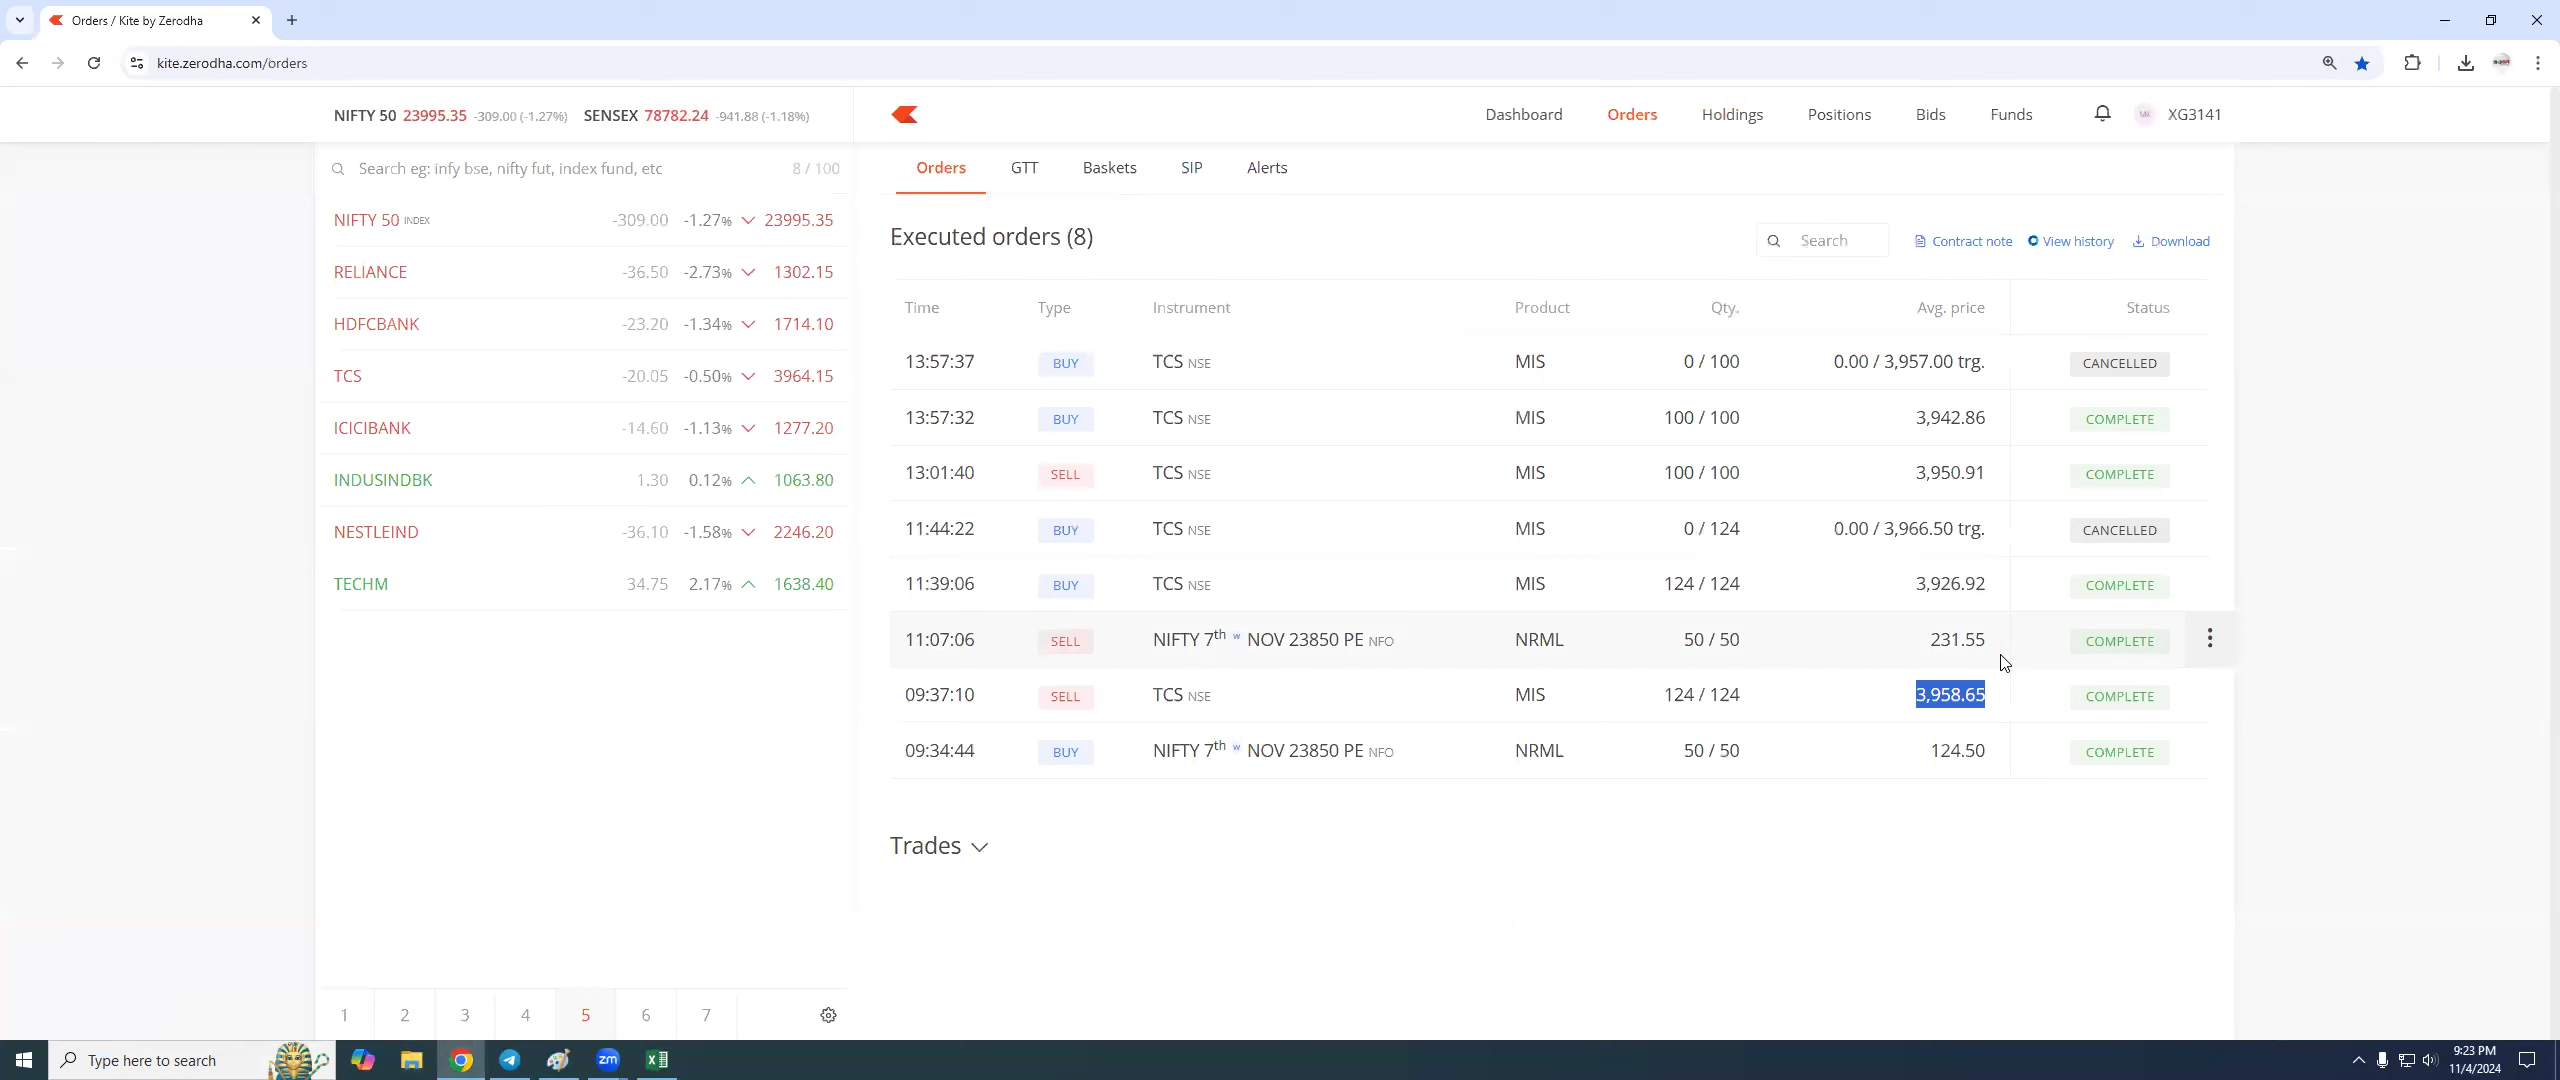 Orders / Kite by Zerodha
kite.zerodha.com/orders
NIFTY 50 23995.35 -309.00 (-1.27%) SENSEX 78782.24 -941.88 (-1.18%)
Dashboard Orders Holdings Positions Bids Funds XG3141
Search eg: infy bse, nifty fut, index fund, etc 8 / 100
NIFTY 50 INDEX -309.00 -1.27% 23995.35
RELIANCE -36.50 -2.73% 1302.15
HDFCBANK -23.20 -1.34% 1714.10
TCS -20.05 -0.50% 3964.15
ICICIBANK -14.60 -1.13% 1277.20
INDUSINDBK 1.30 0.12% 1063.80
NESTLEIND -36.10 -1.58% 2246.20
TECHM 34.75 2.17% 1638.40
1 2 3 4 5 6 7
Orders GTT Baskets SIP Alerts
Executed orders (8) Search Contract note View history Download
Time Type Instrument Product Qty. Avg. price Status
13:57:37 BUY TCS NSE MIS 0 / 100 0.00 / 3,957.00 trg. CANCELLED
13:57:32 BUY TCS NSE MIS 100 / 100 3,942.86 COMPLETE
13:01:40 SELL TCS NSE MIS 100 / 100 3,950.91 COMPLETE
11:44:22 BUY TCS NSE MIS 0 / 124 0.00 / 3,966.50 trg. CANCELLED
11:39:06 BUY TCS NSE MIS 124 / 124 3,926.92 COMPLETE
11:07:06 SELL NIFTY 7th w NOV 23850 PE NFO NRML 50 / 50 231.55 COMPLETE
09:37:10 SELL TCS NSE MIS 124 / 124 3,958.65 COMPLETE
09:34:44 BUY NIFTY 7th w NOV 23850 PE NFO NRML 50 / 50 124.50 COMPLETE
Trades
Type here to search
zm
9:23 PM
11/4/2024